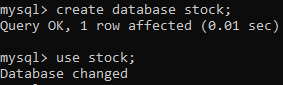 mysql> create database stock;
Query OK, 1 row affected (0.01 sec)
mysql> use stock;
Database changed